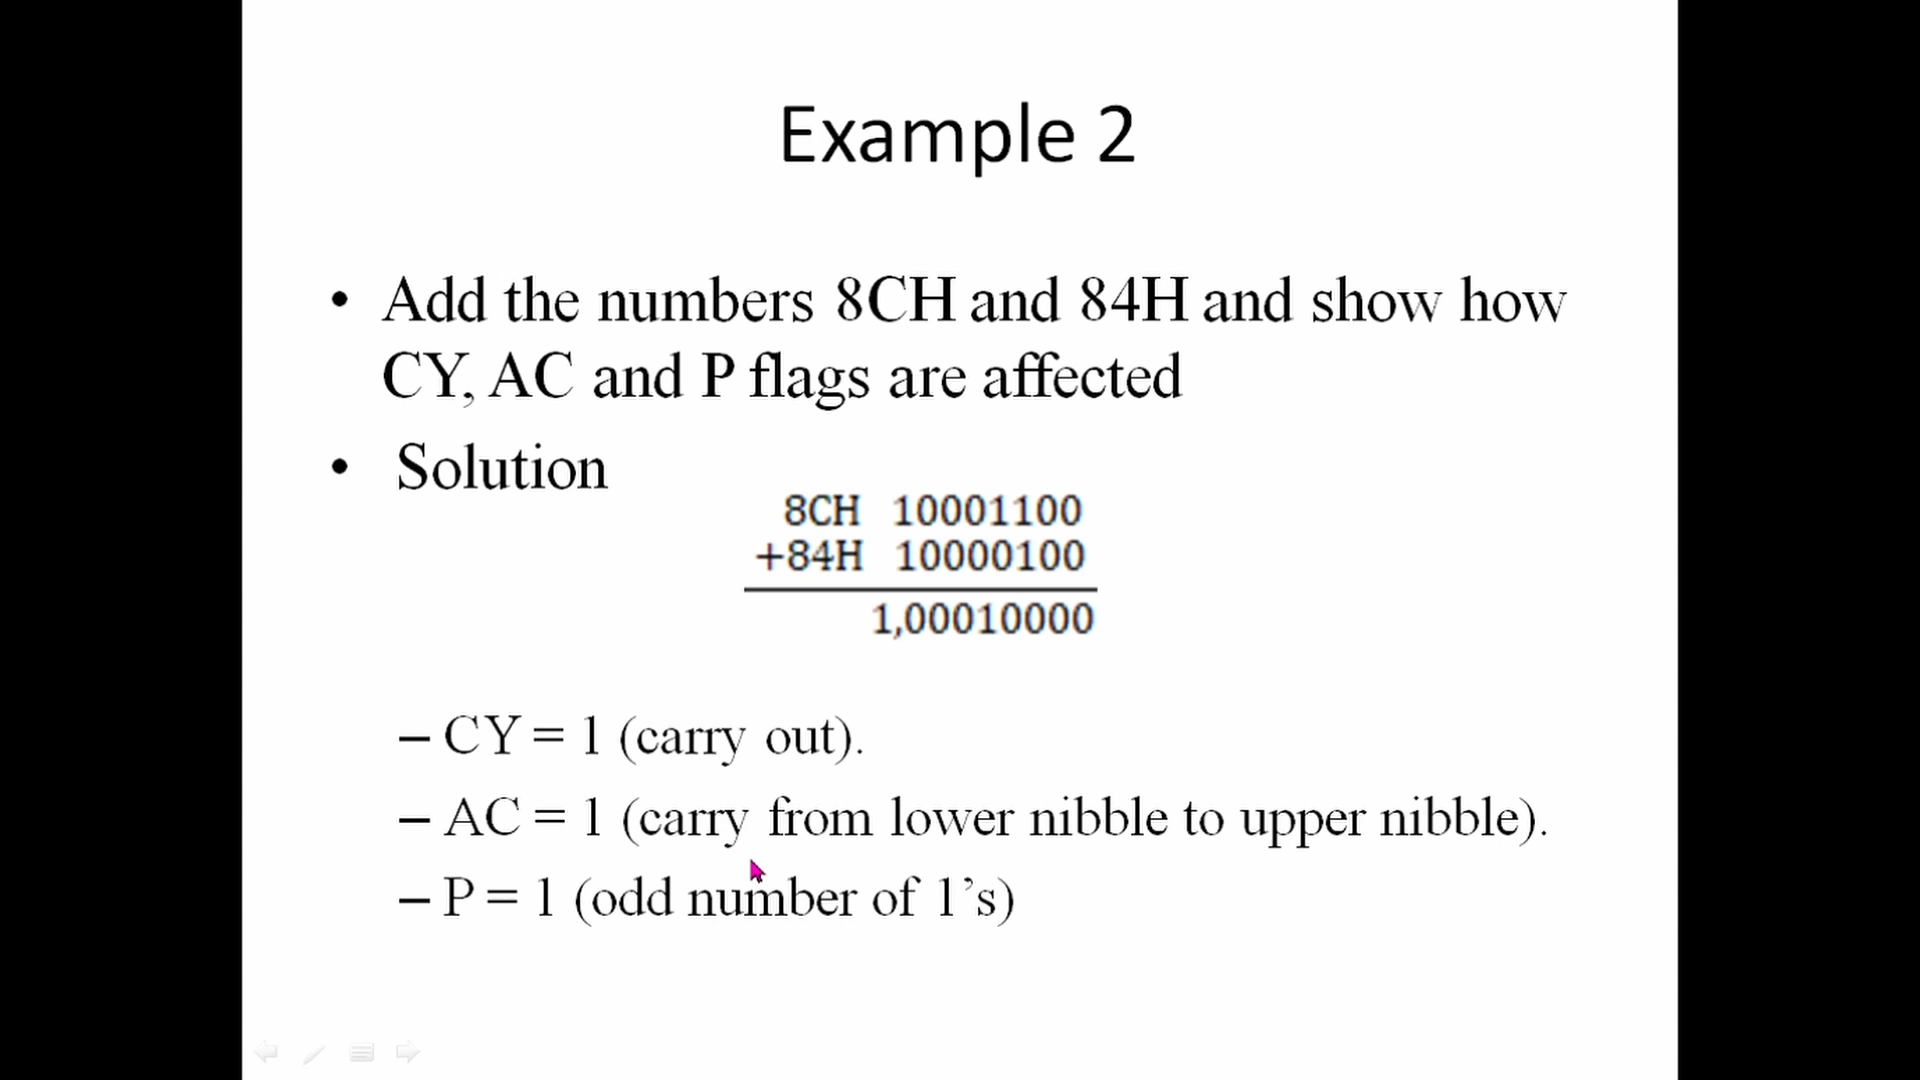 Example 2
• Add the numbers 8CH and 84H and show how
CY, AC and P flags are affected
• Solution
8CH 10001100
+84H 10000100
1,00010000
– CY = 1 (carry out).
– AC = 1 (carry from lower nibble to upper nibble).
– P = 1 (odd number of 1’s)